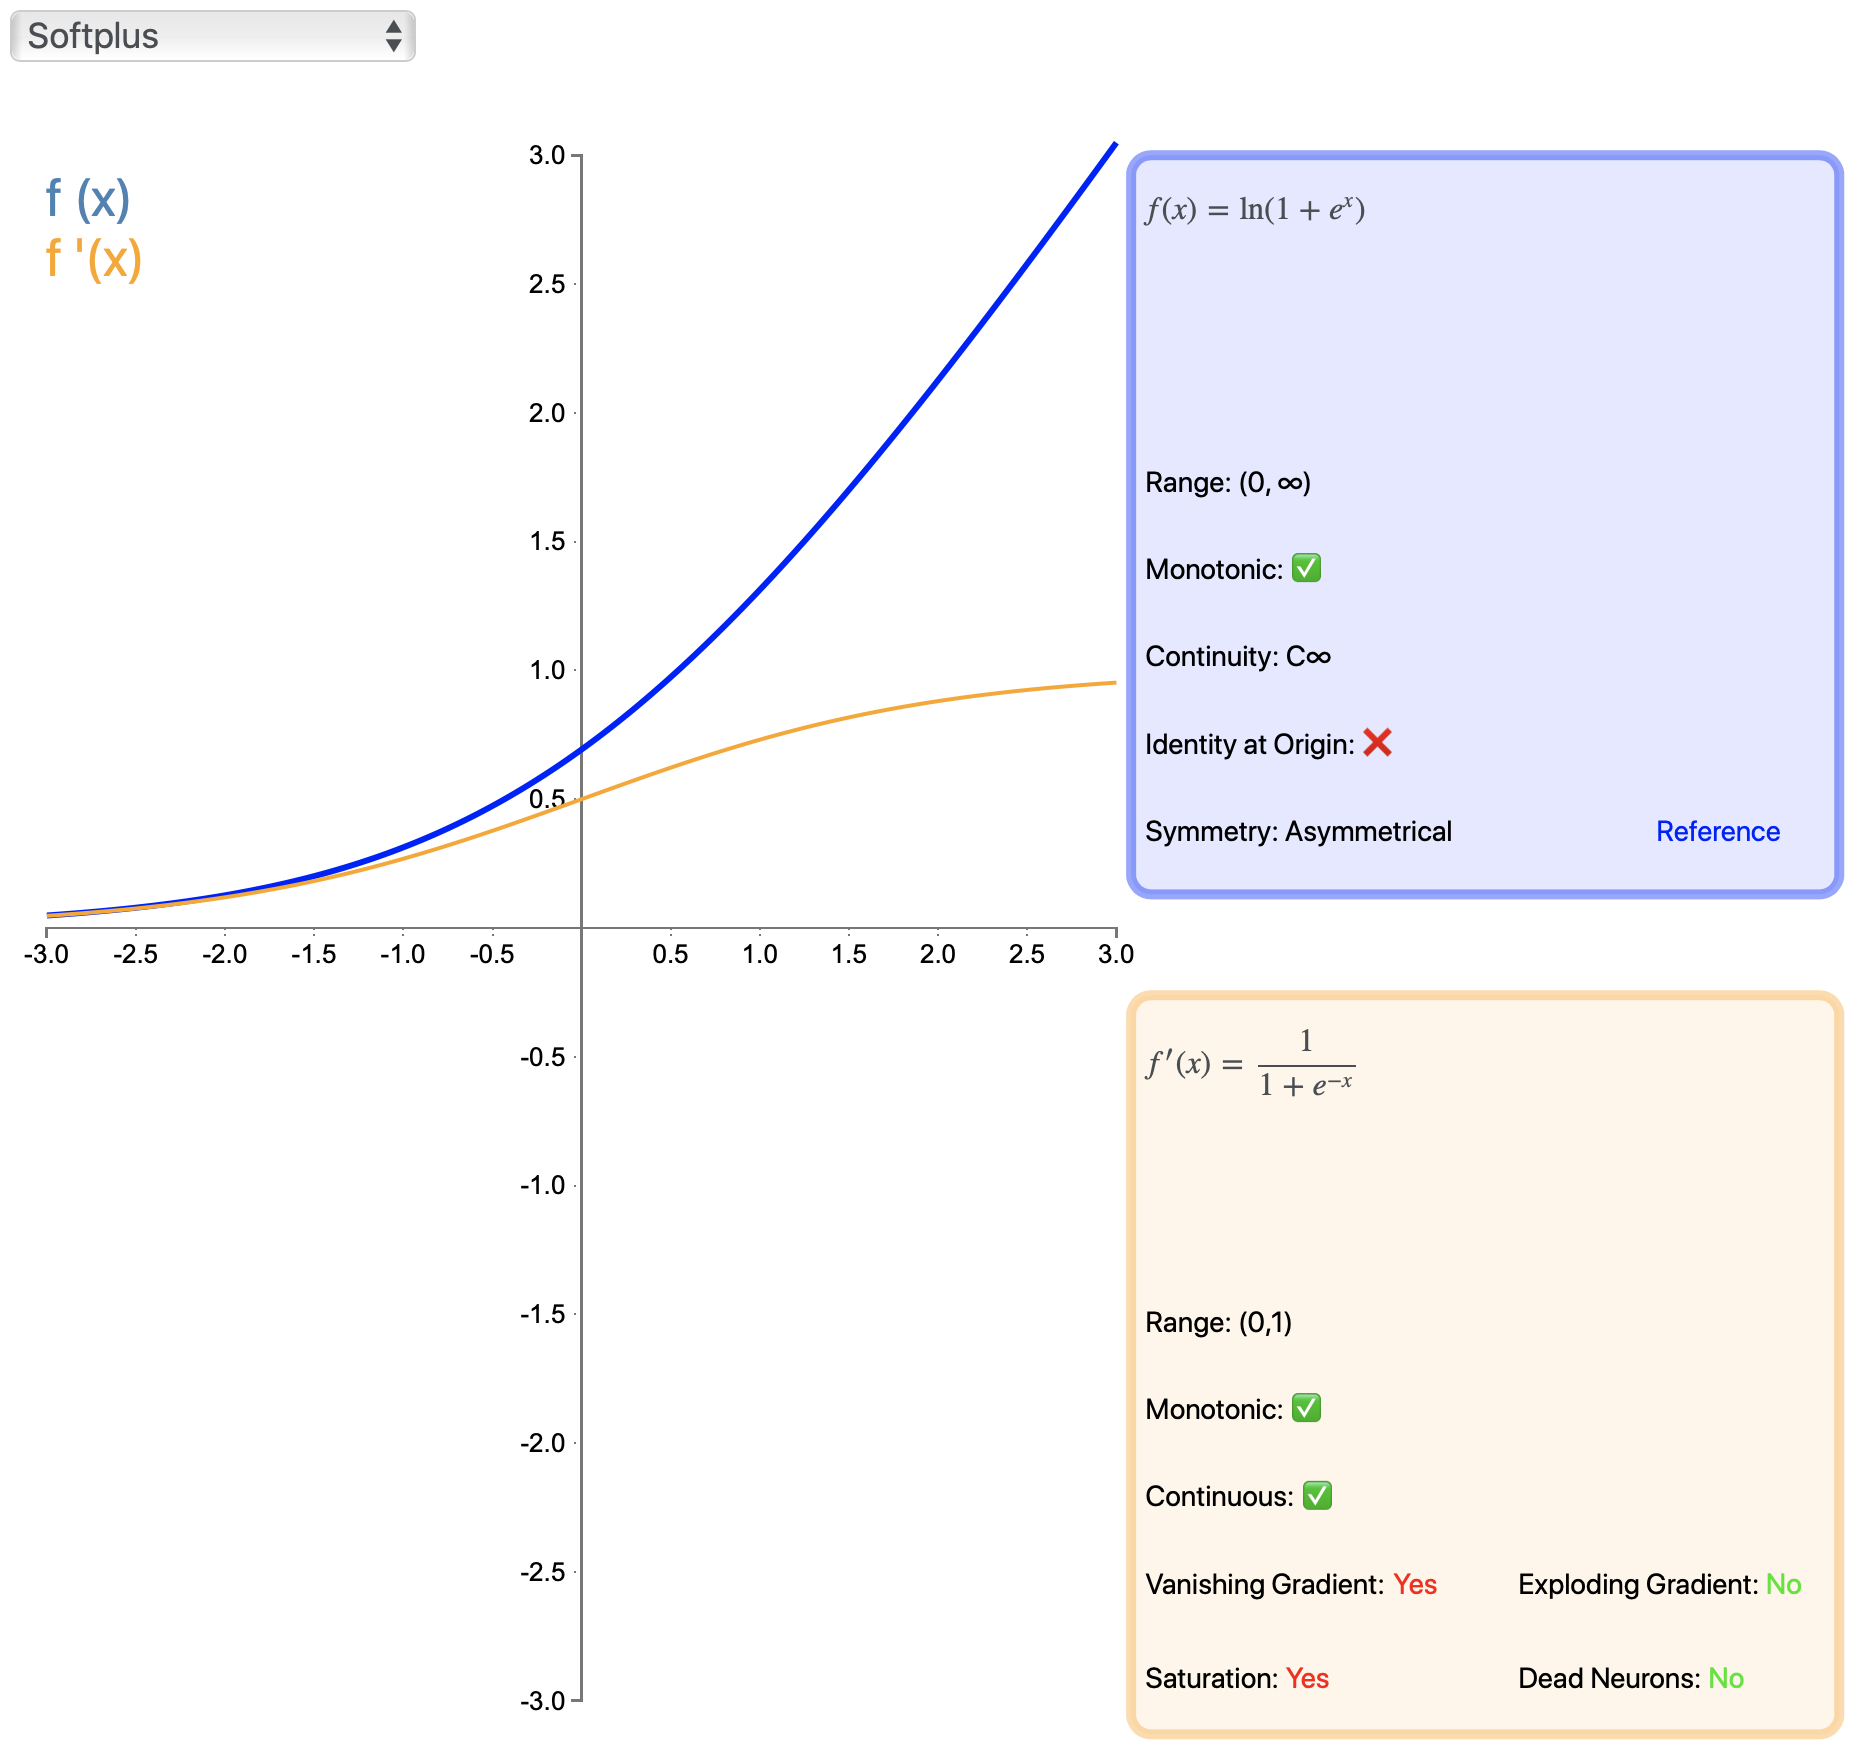 Softplus
f (x)
f '(x)
3.0
2.5
2.0
1.5
1.0
0.5
-3.0 -2.5 -2.0 -1.5 -1.0 -0.5 0.5 1.0 1.5 2.0 2.5 3.0
-0.5
-1.0
-1.5
-2.0
-2.5
-3.0
f(x) = ln(1 + eˣ)
Range: (0, ∞)
Monotonic: ✅
Continuity: C∞
Identity at Origin: ❌
Symmetry: Asymmetrical Reference
f′(x) = 1 / (1 + e⁻ˣ)
Range: (0,1)
Monotonic: ✅
Continuous: ✅
Vanishing Gradient: Yes Exploding Gradient: No
Saturation: Yes Dead Neurons: No